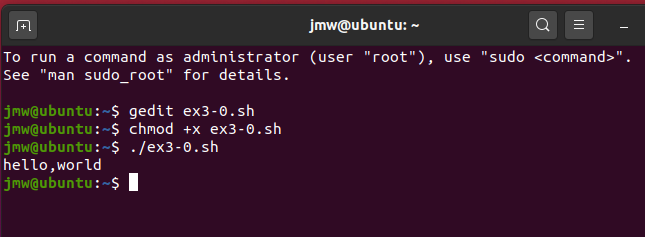 jmw@ubuntu: ~
To run a command as administrator (user "root"), use "sudo <command>".
See "man sudo_root" for details.
jmw@ubuntu:~$ gedit ex3-0.sh
jmw@ubuntu:~$ chmod +x ex3-0.sh
jmw@ubuntu:~$ ./ex3-0.sh
hello,world
jmw@ubuntu:~$